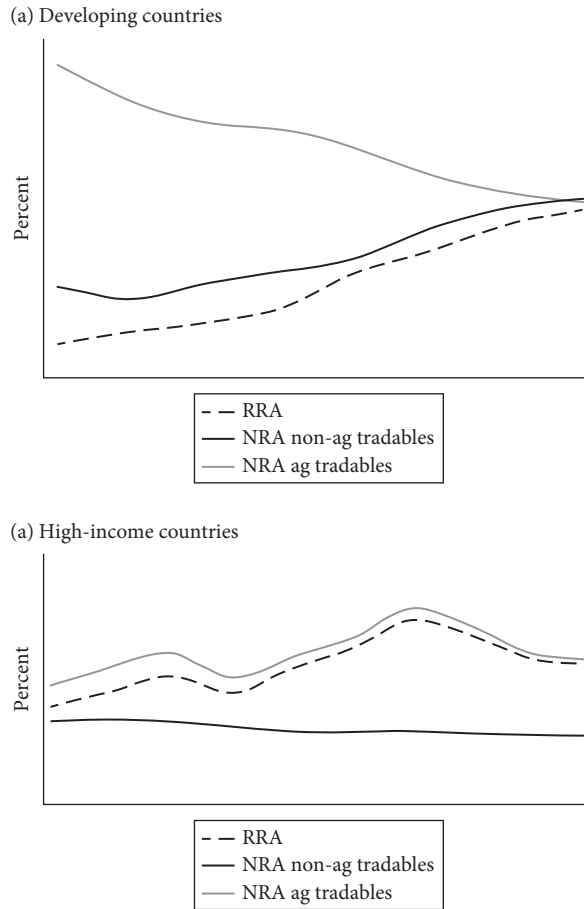 (a) Developing countries
Percent
RRA
NRA non-ag tradables
NRA ag tradables
(a) High-income countries
Percent
RRA
NRA non-ag tradables
NRA ag tradables